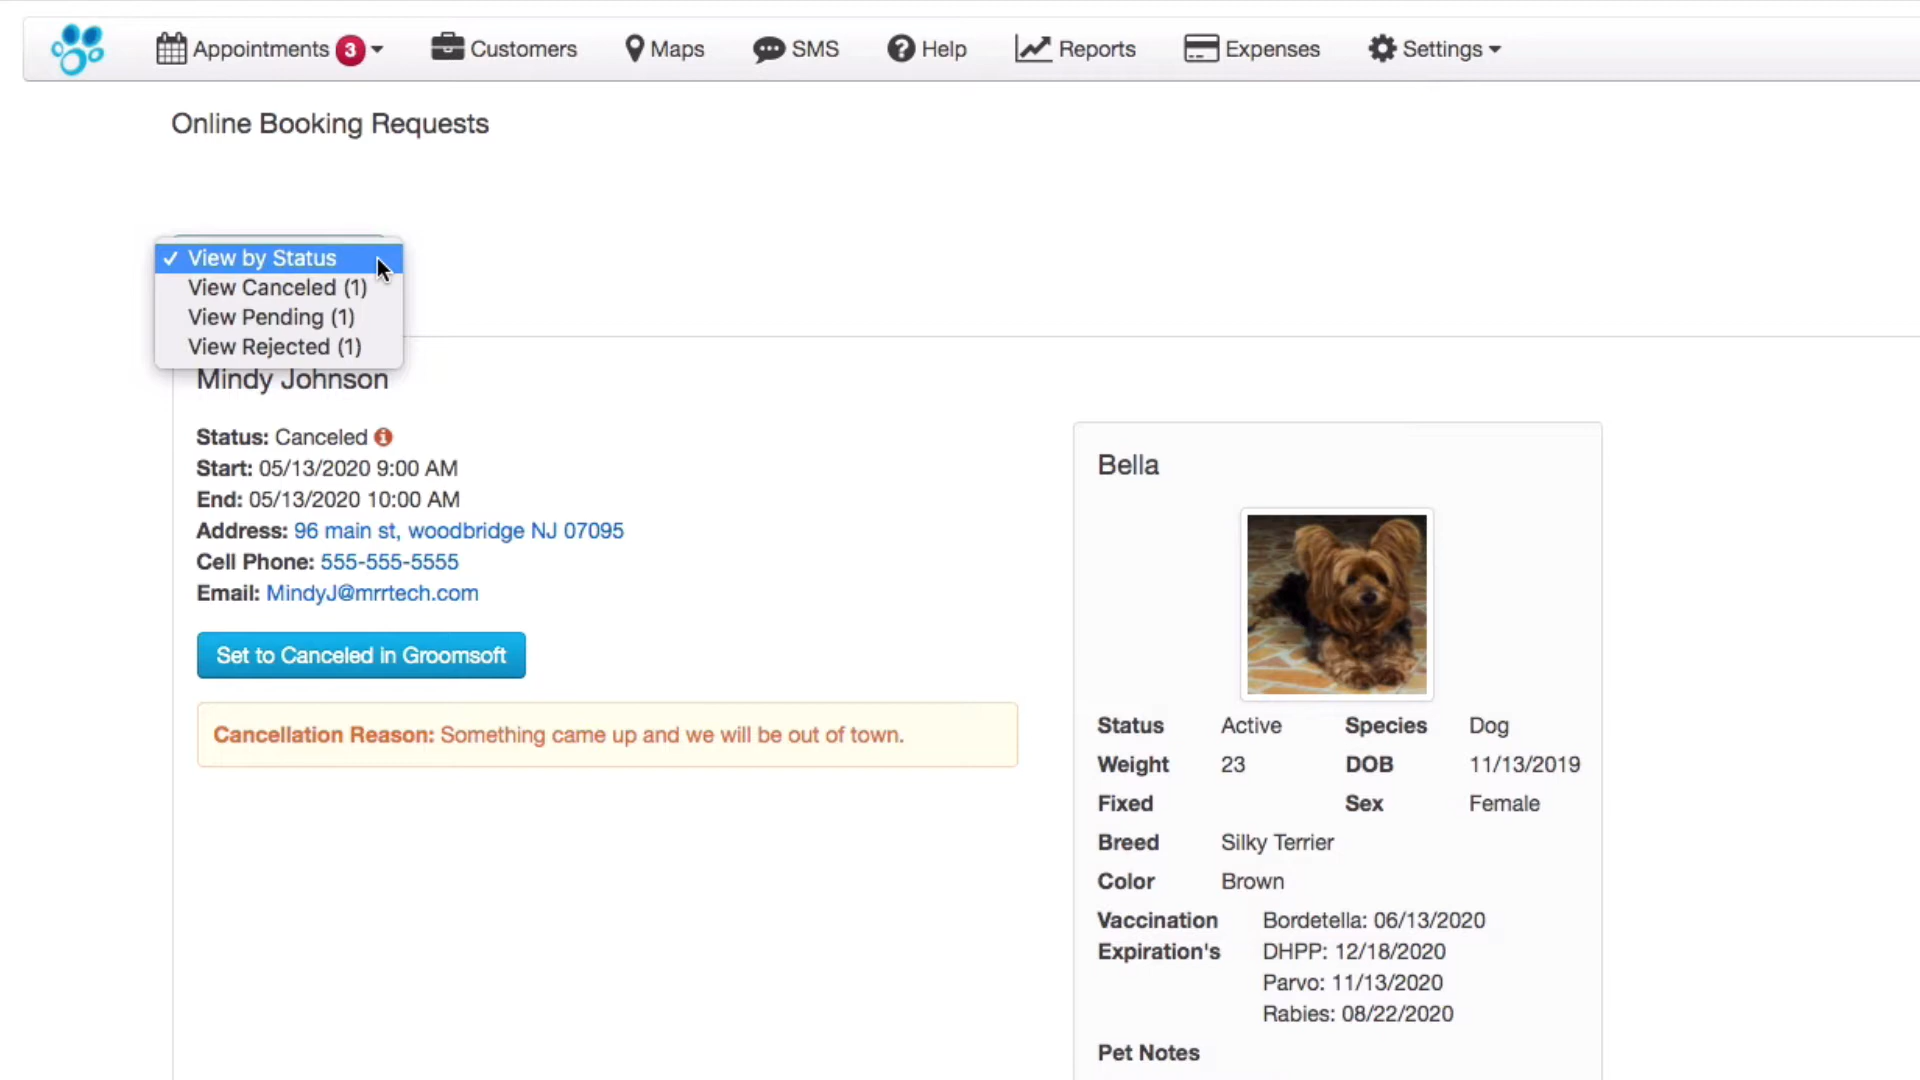 Appointments 3 Customers Maps SMS Help Reports Expenses Settings
Online Booking Requests
✓ View by Status
View Canceled (1)
View Pending (1)
View Rejected (1)
Mindy Johnson
Status: Canceled
Start: 05/13/2020 9:00 AM
End: 05/13/2020 10:00 AM
Address: 96 main st, woodbridge NJ 07095
Cell Phone: 555-555-5555
Email: MindyJ@mrrtech.com
Set to Canceled in Groomsoft
Cancellation Reason: Something came up and we will be out of town.
Bella
Status Active Species Dog
Weight 23 DOB 11/13/2019
Fixed Sex Female
Breed Silky Terrier
Color Brown
Vaccination Bordetella: 06/13/2020
Expiration's DHPP: 12/18/2020
Parvo: 11/13/2020
Rabies: 08/22/2020
Pet Notes